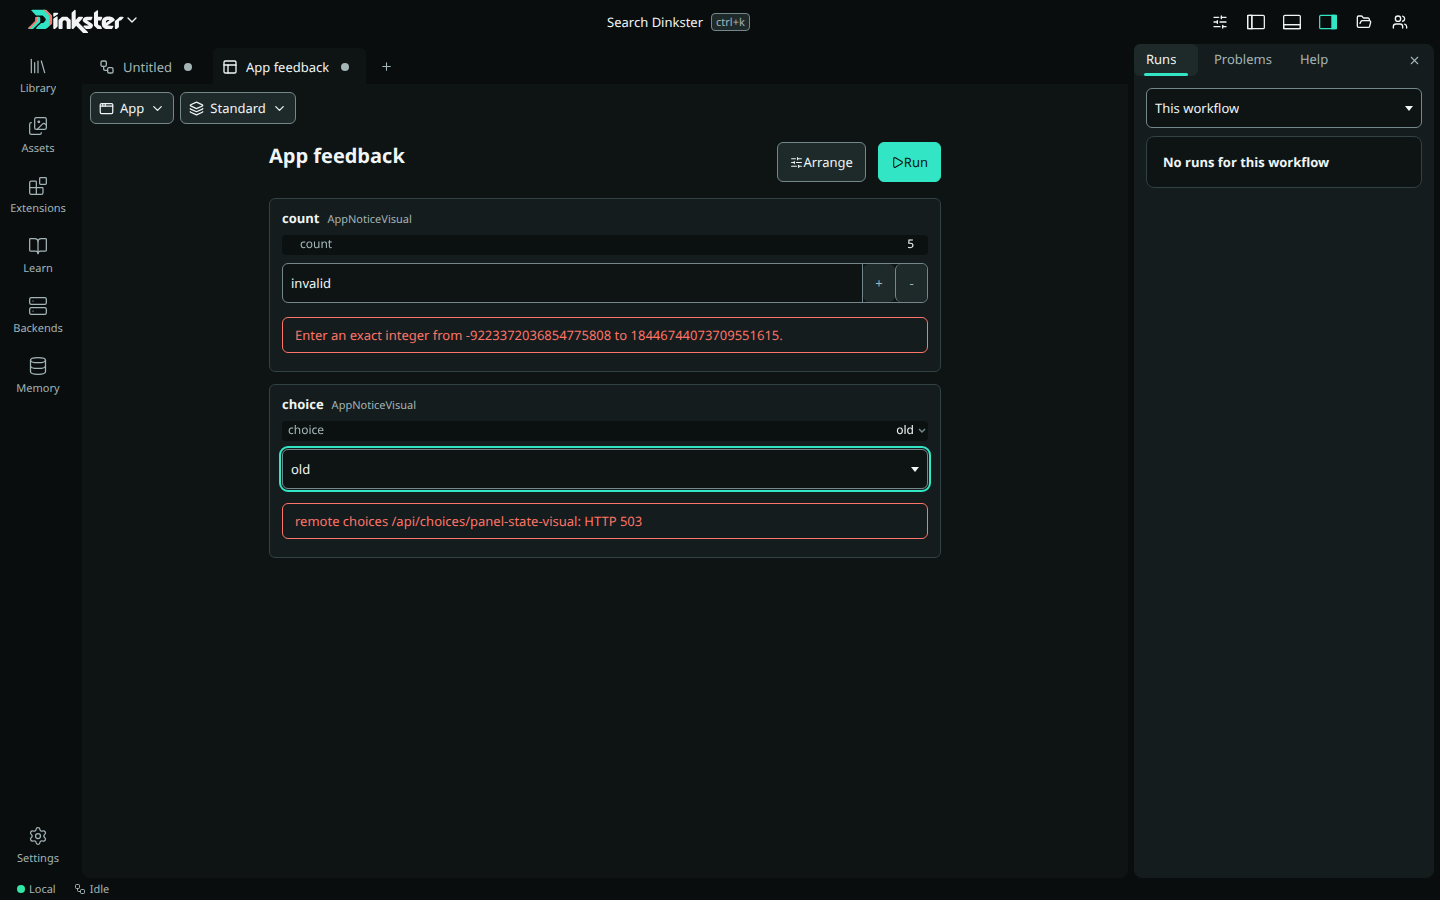 Dinkster
Search Dinkster ctrl+k
Library
Assets
Extensions
Learn
Backends
Memory
Settings
Untitled
App feedback
App
Standard
App feedback
Arrange
Run
count AppNoticeVisual
count 5
invalid + -
Enter an exact integer from -9223372036854775808 to 18446744073709551615.
choice AppNoticeVisual
choice old
old
remote choices /api/choices/panel-state-visual: HTTP 503
Runs Problems Help
This workflow
No runs for this workflow
Local Idle